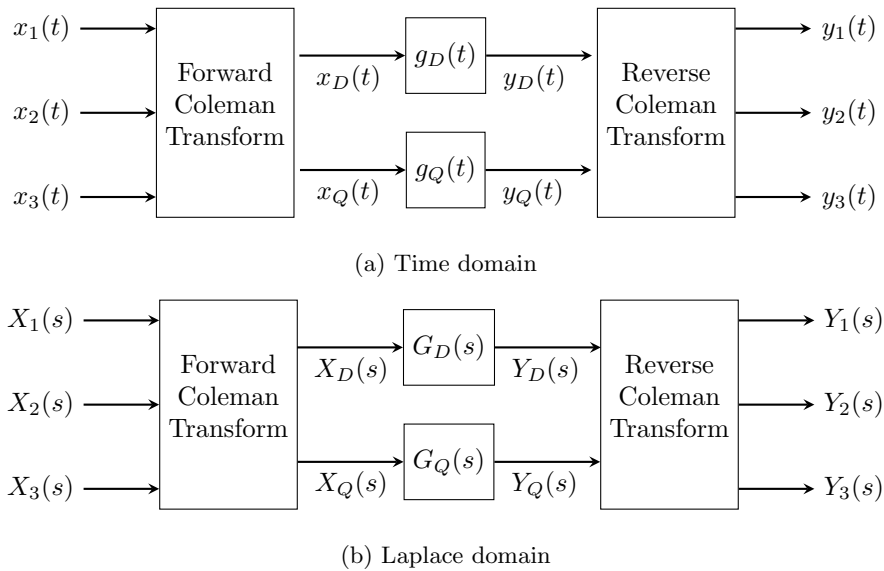 x_1(t)
x_2(t)
x_3(t)
Forward
Coleman
Transform
x_D(t)
x_Q(t)
g_D(t)
g_Q(t)
y_D(t)
y_Q(t)
Reverse
Coleman
Transform
y_1(t)
y_2(t)
y_3(t)
(a) Time domain
X_1(s)
X_2(s)
X_3(s)
Forward
Coleman
Transform
X_D(s)
X_Q(s)
G_D(s)
G_Q(s)
Y_D(s)
Y_Q(s)
Reverse
Coleman
Transform
Y_1(s)
Y_2(s)
Y_3(s)
(b) Laplace domain